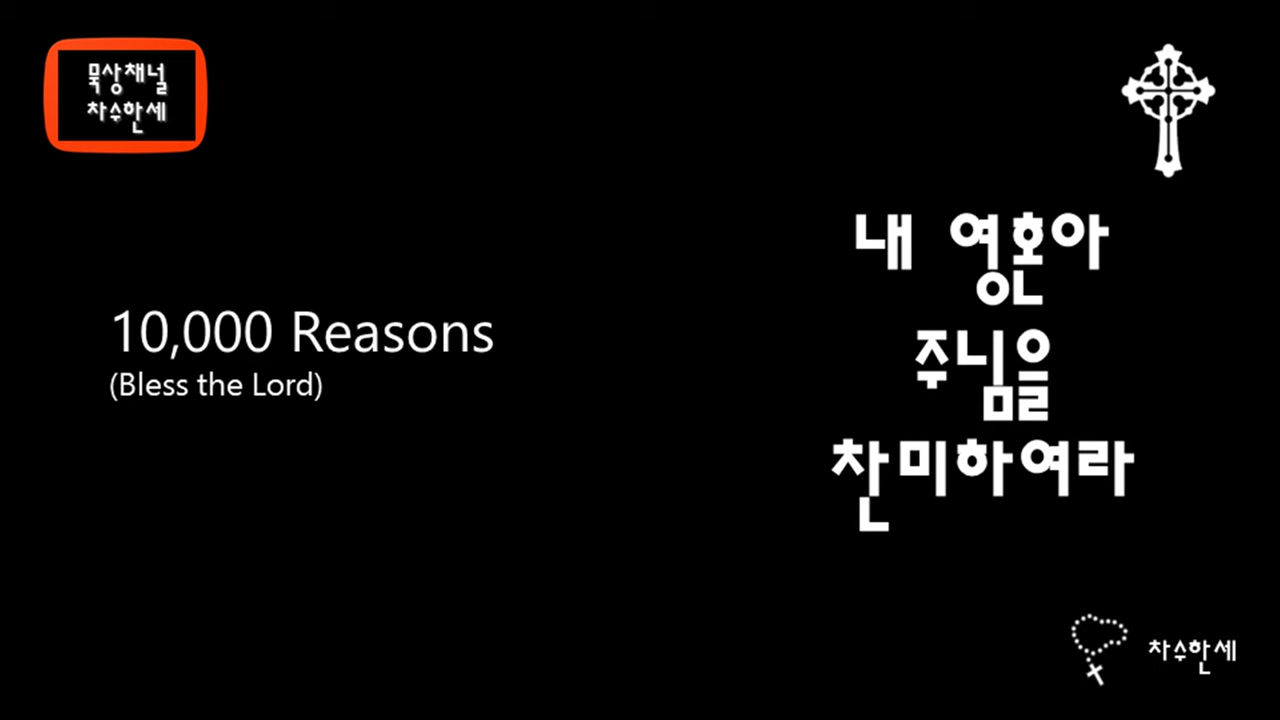 묵상채널
차수한세
10,000 Reasons
(Bless the Lord)
내 영혼아
주님을
찬미하여라
차수한세